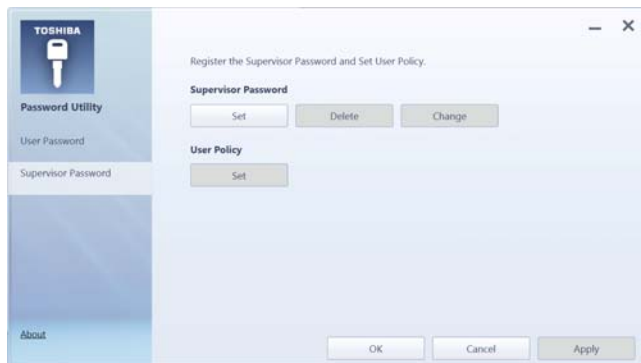 TOSHIBA
Password Utility
User Password
Supervisor Password
About
Register the Supervisor Password and Set User Policy.
Supervisor Password
Set Delete Change
User Policy
Set
OK Cancel Apply